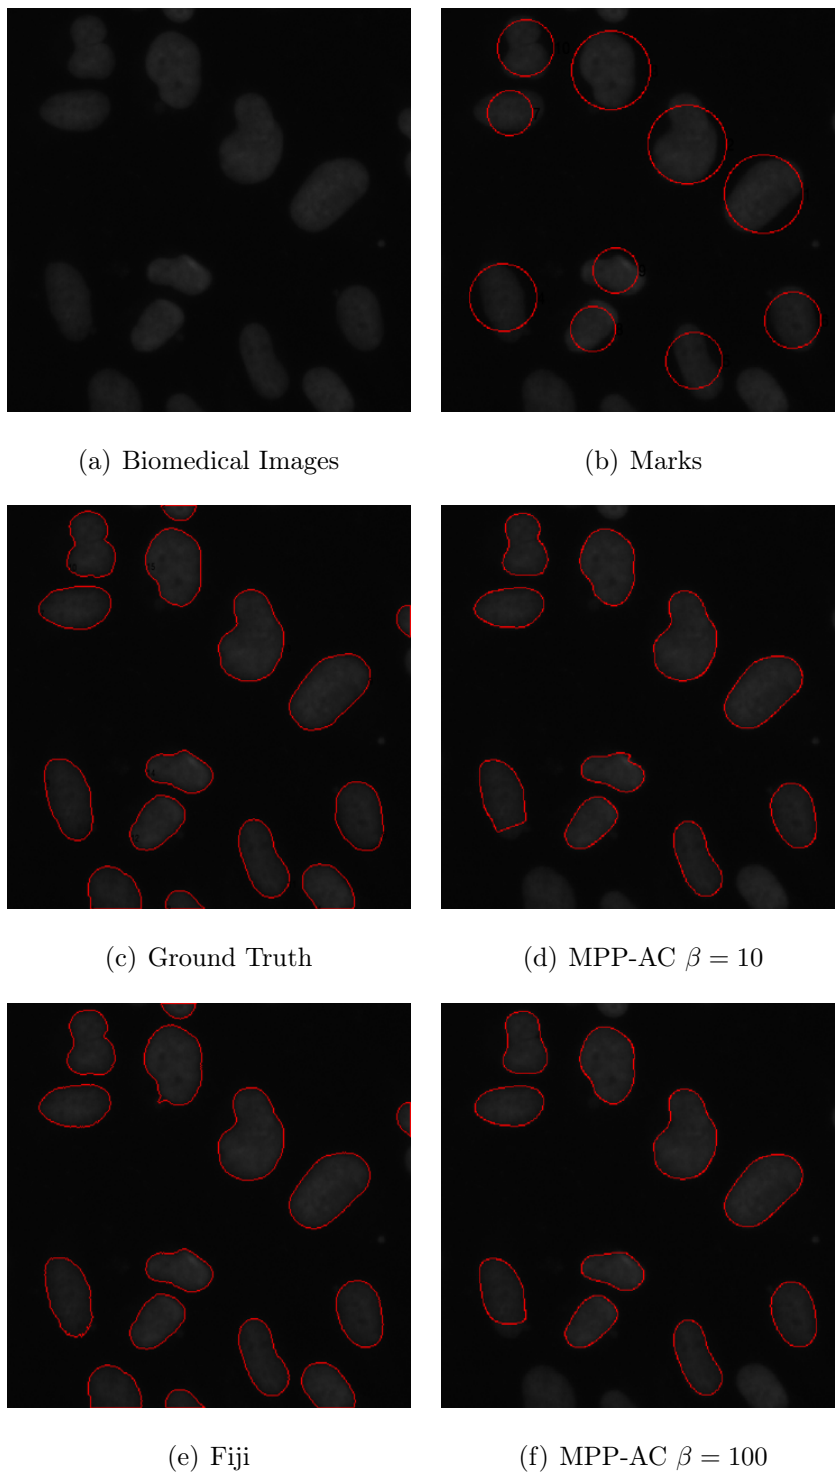 (a) Biomedical Images
(b) Marks
(c) Ground Truth
(d) MPP-AC β = 10
(e) Fiji
(f) MPP-AC β = 100